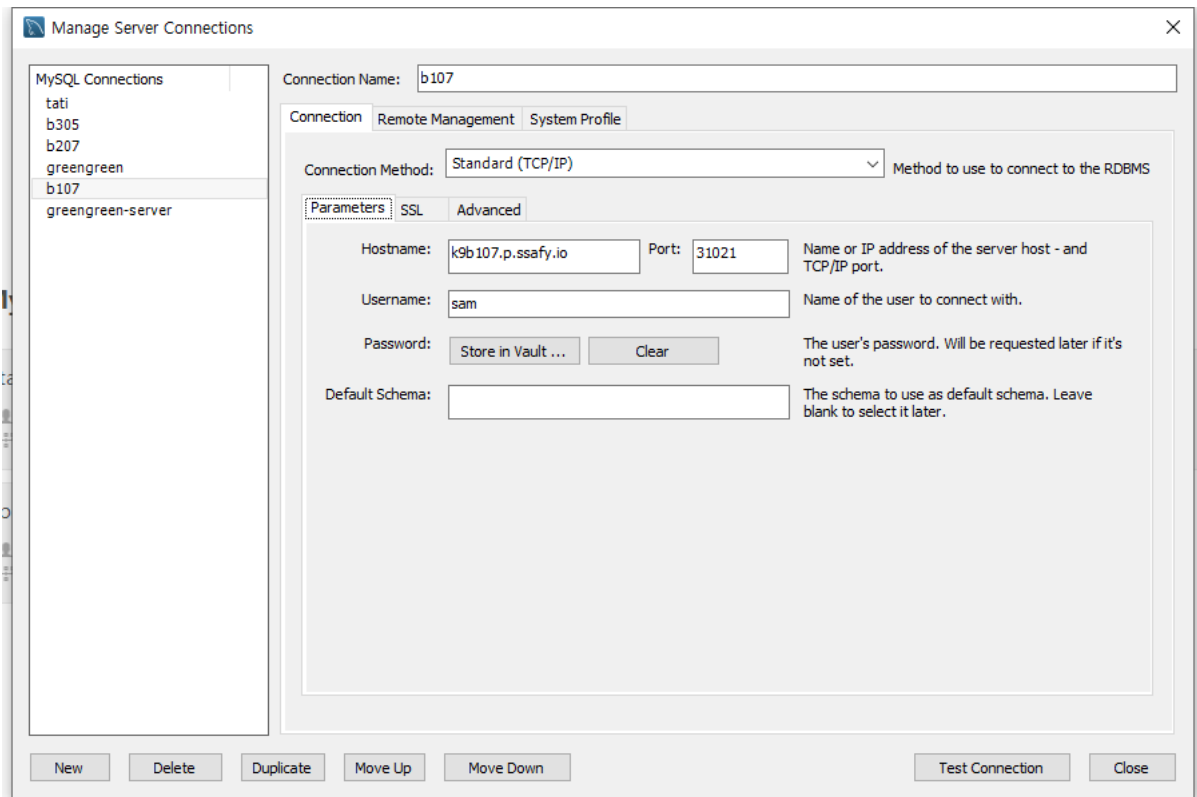 Manage Server Connections
MySQL Connections
tati
b305
b207
greengreen
b107
greengreen-server
Connection Name: b107
Connection Remote Management System Profile
Connection Method: Standard (TCP/IP) Method to use to connect to the RDBMS
Parameters SSL Advanced
Hostname: k9b107.p.ssafy.io Port: 31021 Name or IP address of the server host - and
TCP/IP port.
Username: sam Name of the user to connect with.
Password: Store in Vault ... Clear The user's password. Will be requested later if it's
not set.
Default Schema: The schema to use as default schema. Leave
blank to select it later.
New Delete Duplicate Move Up Move Down Test Connection Close